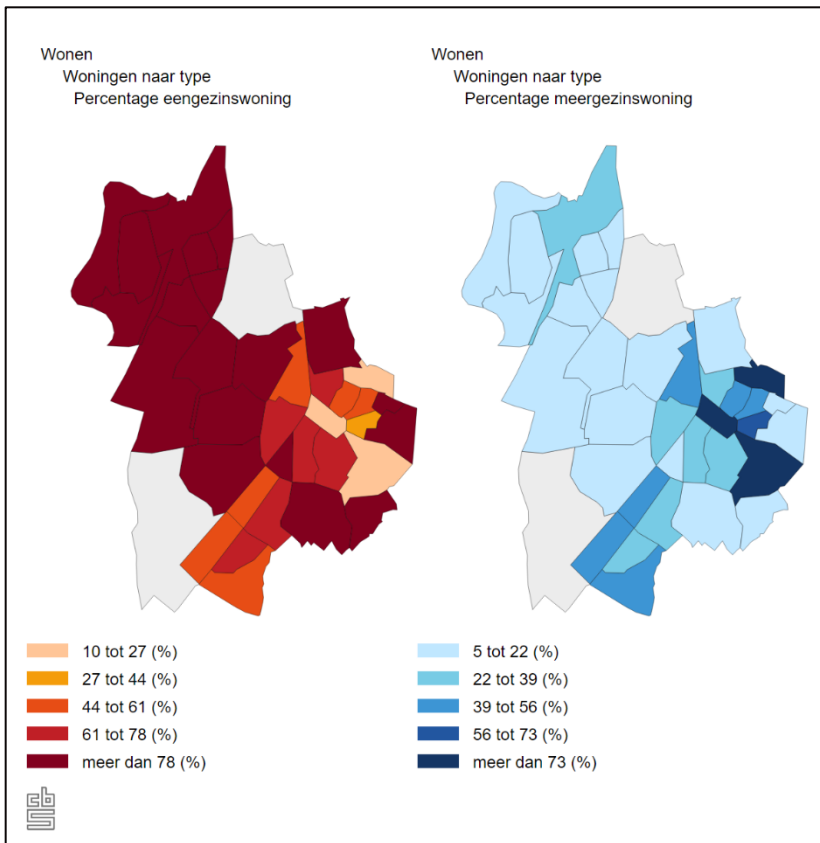 Wonen
Woningen naar type
Percentage eengezinswoning
Wonen
Woningen naar type
Percentage meergezinswoning
10 tot 27 (%)
27 tot 44 (%)
44 tot 61 (%)
61 tot 78 (%)
meer dan 78 (%)
5 tot 22 (%)
22 tot 39 (%)
39 tot 56 (%)
56 tot 73 (%)
meer dan 73 (%)
cbs